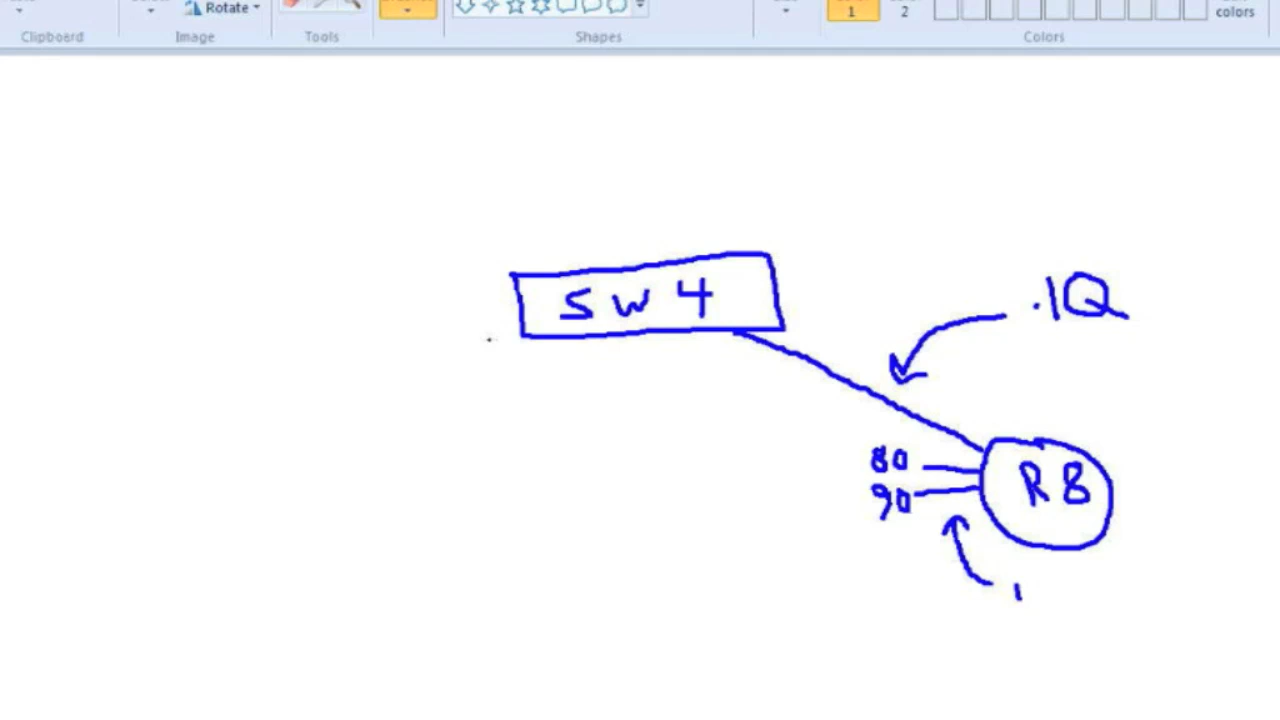 Rotate
1
2
colors
Clipboard
Image
Tools
Shapes
Colors
SW4
.1Q
80
90
R8